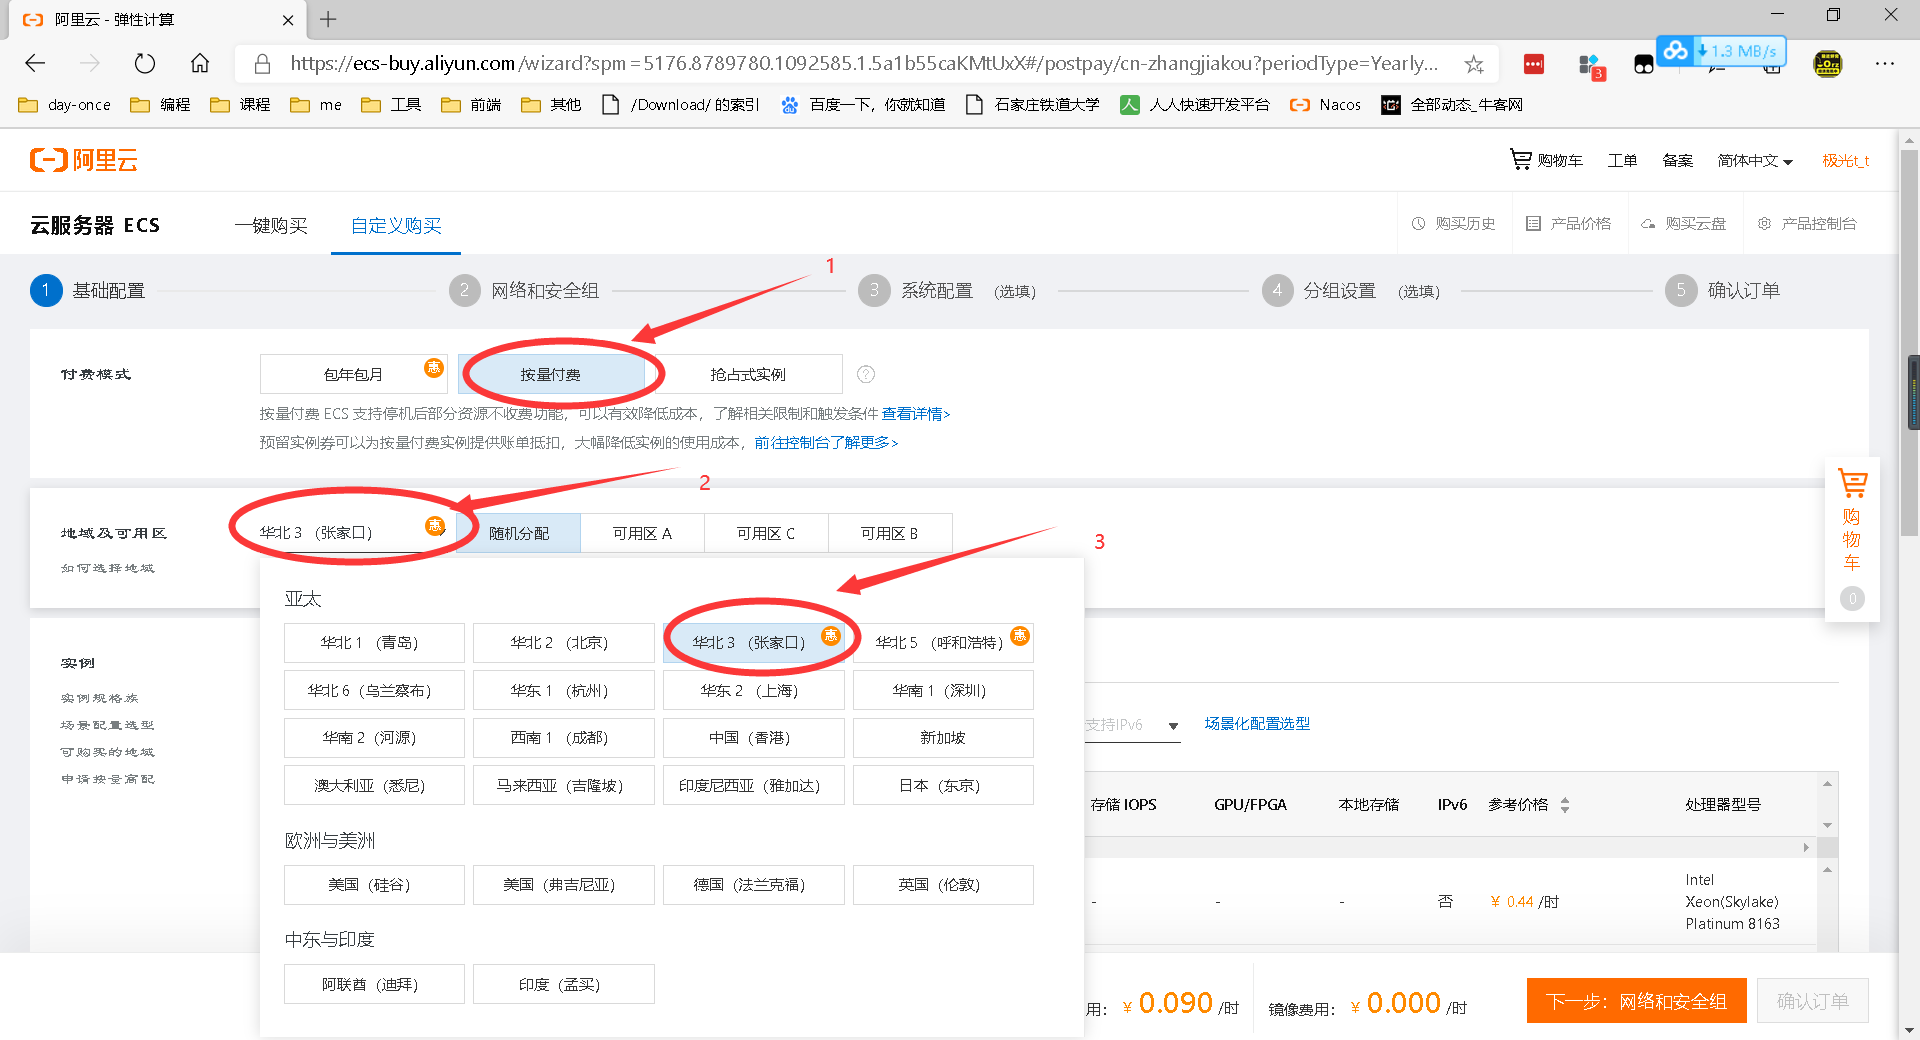 阿里云 - 弹性计算
https://ecs-buy.aliyun.com/wizard?spm=5176.8789780.1092585.1.5a1b55caKMtUxX#/postpay/cn-zhangjiakou?periodType=Yearly...
3
1.3 MB/s
day-once 编程 课程 me 工具 前端 其他 /Download/ 的索引 百度一下，你就知道 石家庄铁道大学 人人快速开发平台 Nacos 全部动态_牛客网
阿里云
购物车 工单 备案 简体中文 极光t_t
云服务器 ECS 一键购买 自定义购买 购买历史 产品价格 购买云盘 产品控制台
1
1 基础配置 2 网络和安全组 3 系统配置 (选填) 4 分组设置 (选填) 5 确认订单
付费模式 包年包月 惠 按量付费 抢占式实例 ?
按量付费 ECS 支持停机后部分资源不收费功能，可以有效降低成本，了解相关限制和触发条件 查看详情>
预留实例券可以为按量付费实例提供账单抵扣，大幅降低实例的使用成本，前往控制台了解更多>
2
地域及可用区 华北 3 （张家口） 惠 随机分配 可用区 A 可用区 C 可用区 B
3
如何选择地域
亚太
华北 1 （青岛） 华北 2 （北京） 华北 3 （张家口） 惠 华北 5 （呼和浩特） 惠
华北 6 （乌兰察布） 华东 1 （杭州） 华东 2 （上海） 华南 1 （深圳）
华南 2 （河源） 西南 1 （成都） 中国（香港） 新加坡
澳大利亚（悉尼） 马来西亚（吉隆坡） 印度尼西亚（雅加达） 日本（东京）
欧洲与美洲
美国（硅谷） 美国（弗吉尼亚） 德国（法兰克福） 英国（伦敦）
中东与印度
阿联酋（迪拜） 印度（孟买）
实例
实例规格族
场景配置选型
可购买的地域
申请按量高配
支持IPv6 场景化配置选型
存储 IOPS GPU/FPGA 本地存储 IPv6 参考价格 处理器型号
- - - 否 ¥ 0.44 /时 Intel
Xeon(Skylake)
Platinum 8163
购
物
车
0
用： ¥ 0.090 /时 镜像费用： ¥ 0.000 /时 下一步：网络和安全组 确认订单